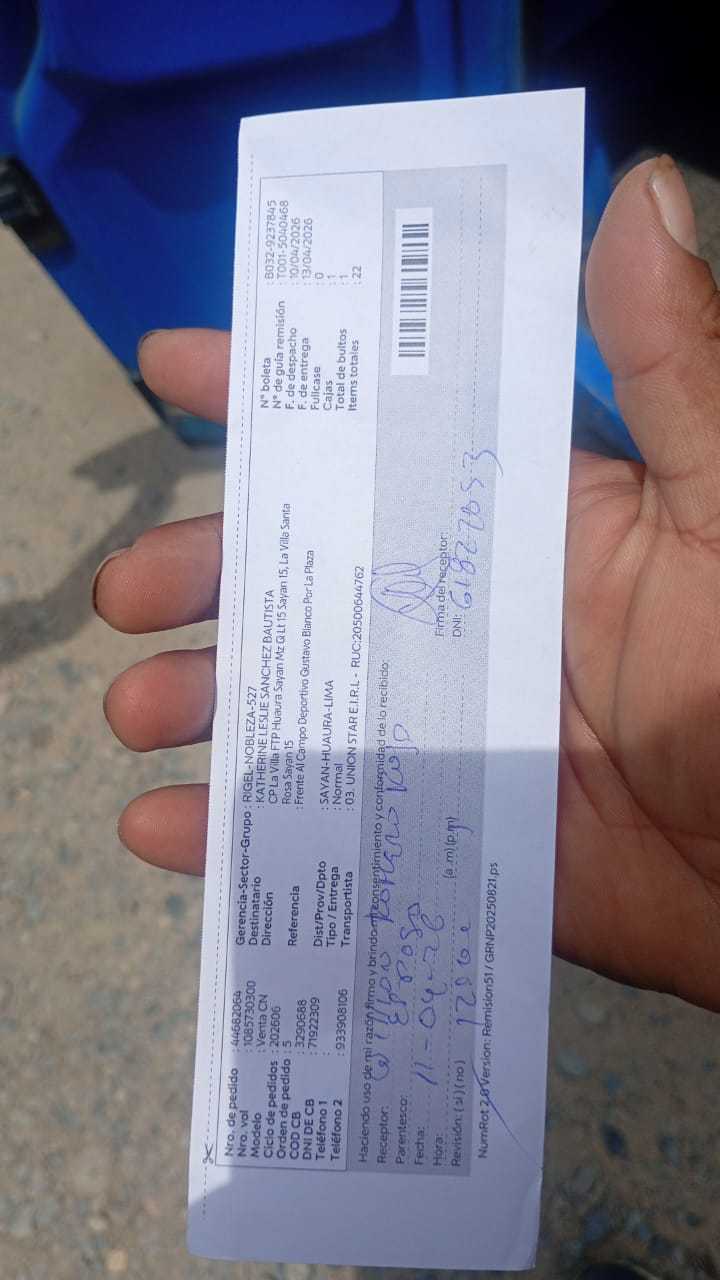 Nro. de pedido : 44682064
Nro. vol : 1085730300
Modelo : Venta CN
Ciclo de pedidos : 202606
Orden de pedido : 5
COD CB : 3290688
DNI DE CB : 71922309
Teléfono 1 :
Teléfono 2 : 933908106
Gerencia-Sector-Grupo : RIGEL-NOBLEZA-527
Destinatario : KATHERINE LESLIE SANCHEZ BAUTISTA
Dirección CP La Villa FTP Huaura Sayan Mz Q Lt 15 Sayan 15, La Villa Santa
Rosa Sayan 15
Referencia : Frente Al Campo Deportivo Gustavo Blanco Por La Plaza
Dist/Prov/Dpto : SAYAN-HUAURA-LIMA
Tipo / Entrega : Normal
Transportista : 03. UNION STAR E.I.R.L - RUC:20500644762
N° boleta : B032-9237845
N° de guía remisión : T001-5040468
F. de despacho : 10/04/2026
F. de entrega : 13/04/2026
Fullcase : 0
Cajas : 1
Total de bultos : 1
Items totales : 22
Haciendo uso de mi razón firmo y brindo mi consentimiento y conformidad de lo recibido:
Receptor: Romero Rojo
Parentesco: Esposo
Fecha: 11-04-26
Hora: (a.m)(p.m)
Revisión: (si)(no)
Firma del receptor:
DNI:
NumRot 2.0 Version: Remision51 / GRNP20250821.ps